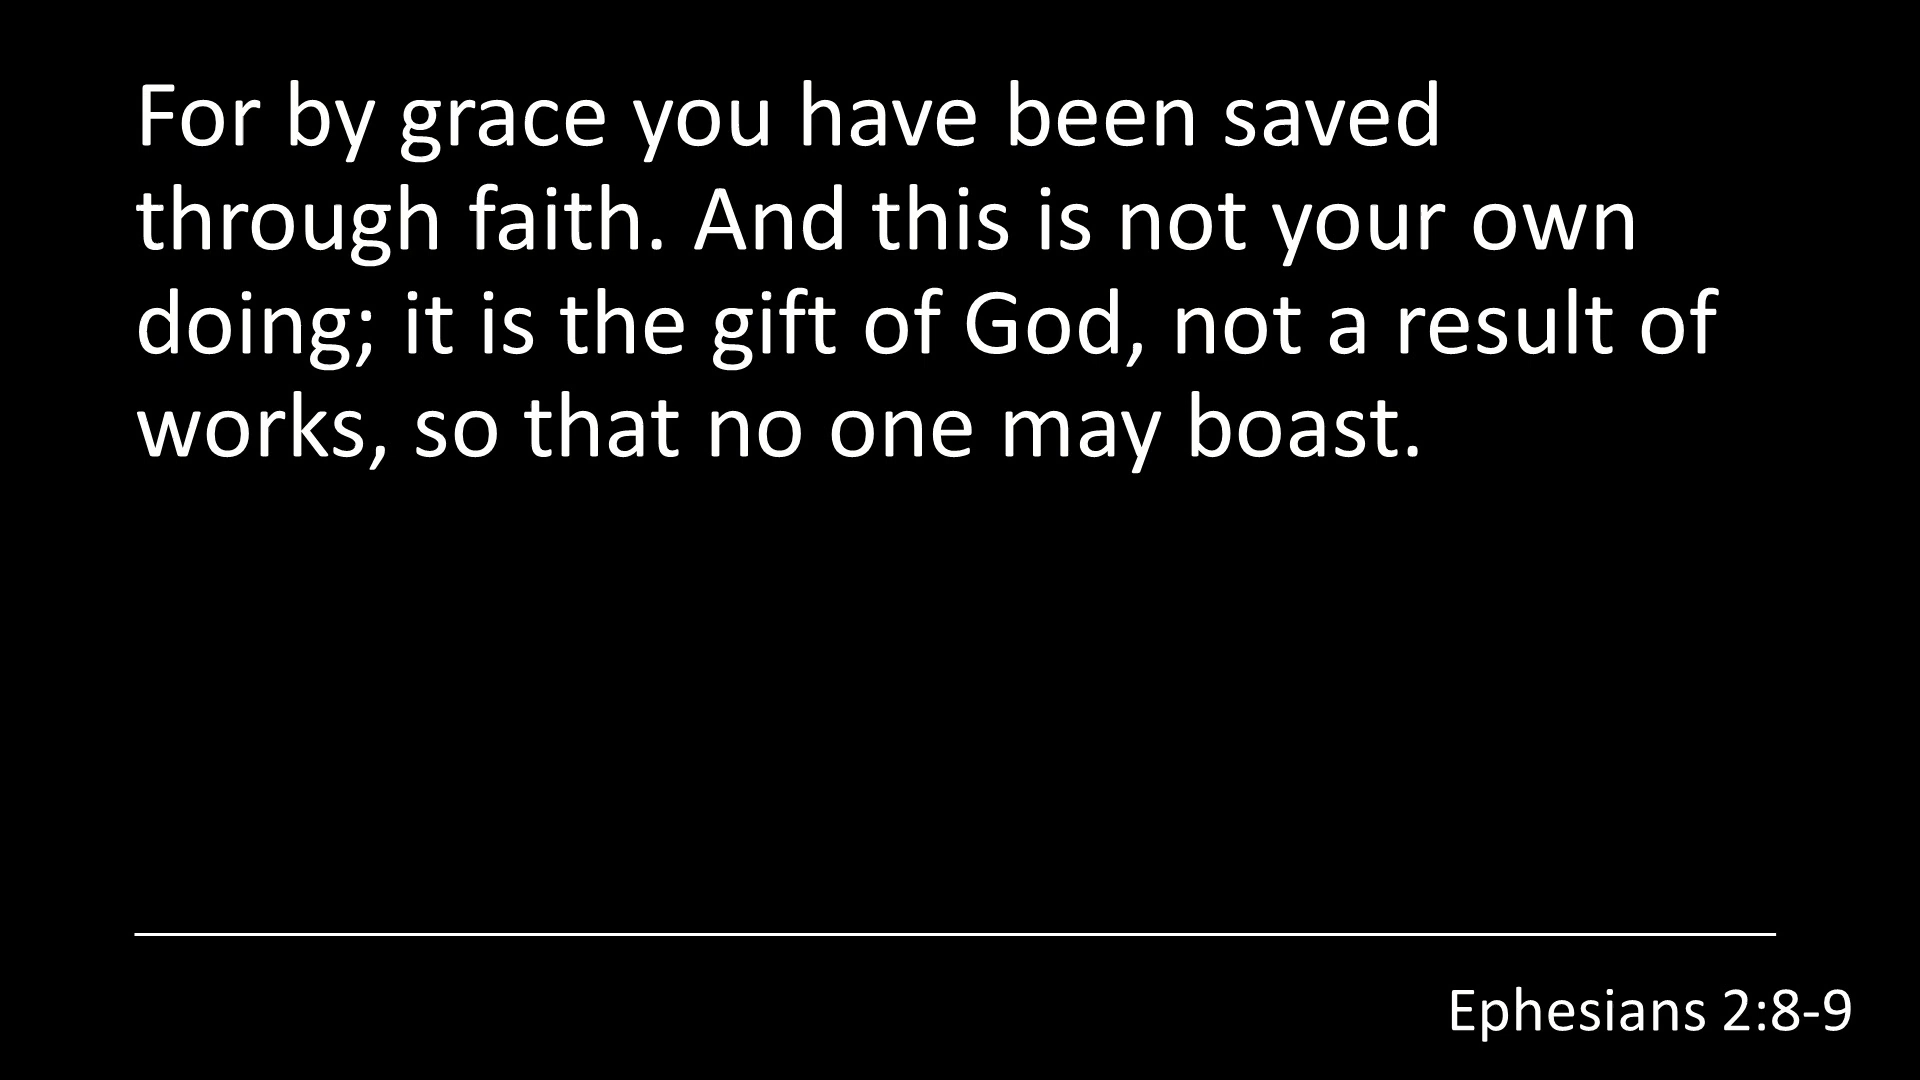 For by grace you have been saved
through faith. And this is not your own
doing; it is the gift of God, not a result of
works, so that no one may boast.
Ephesians 2:8-9